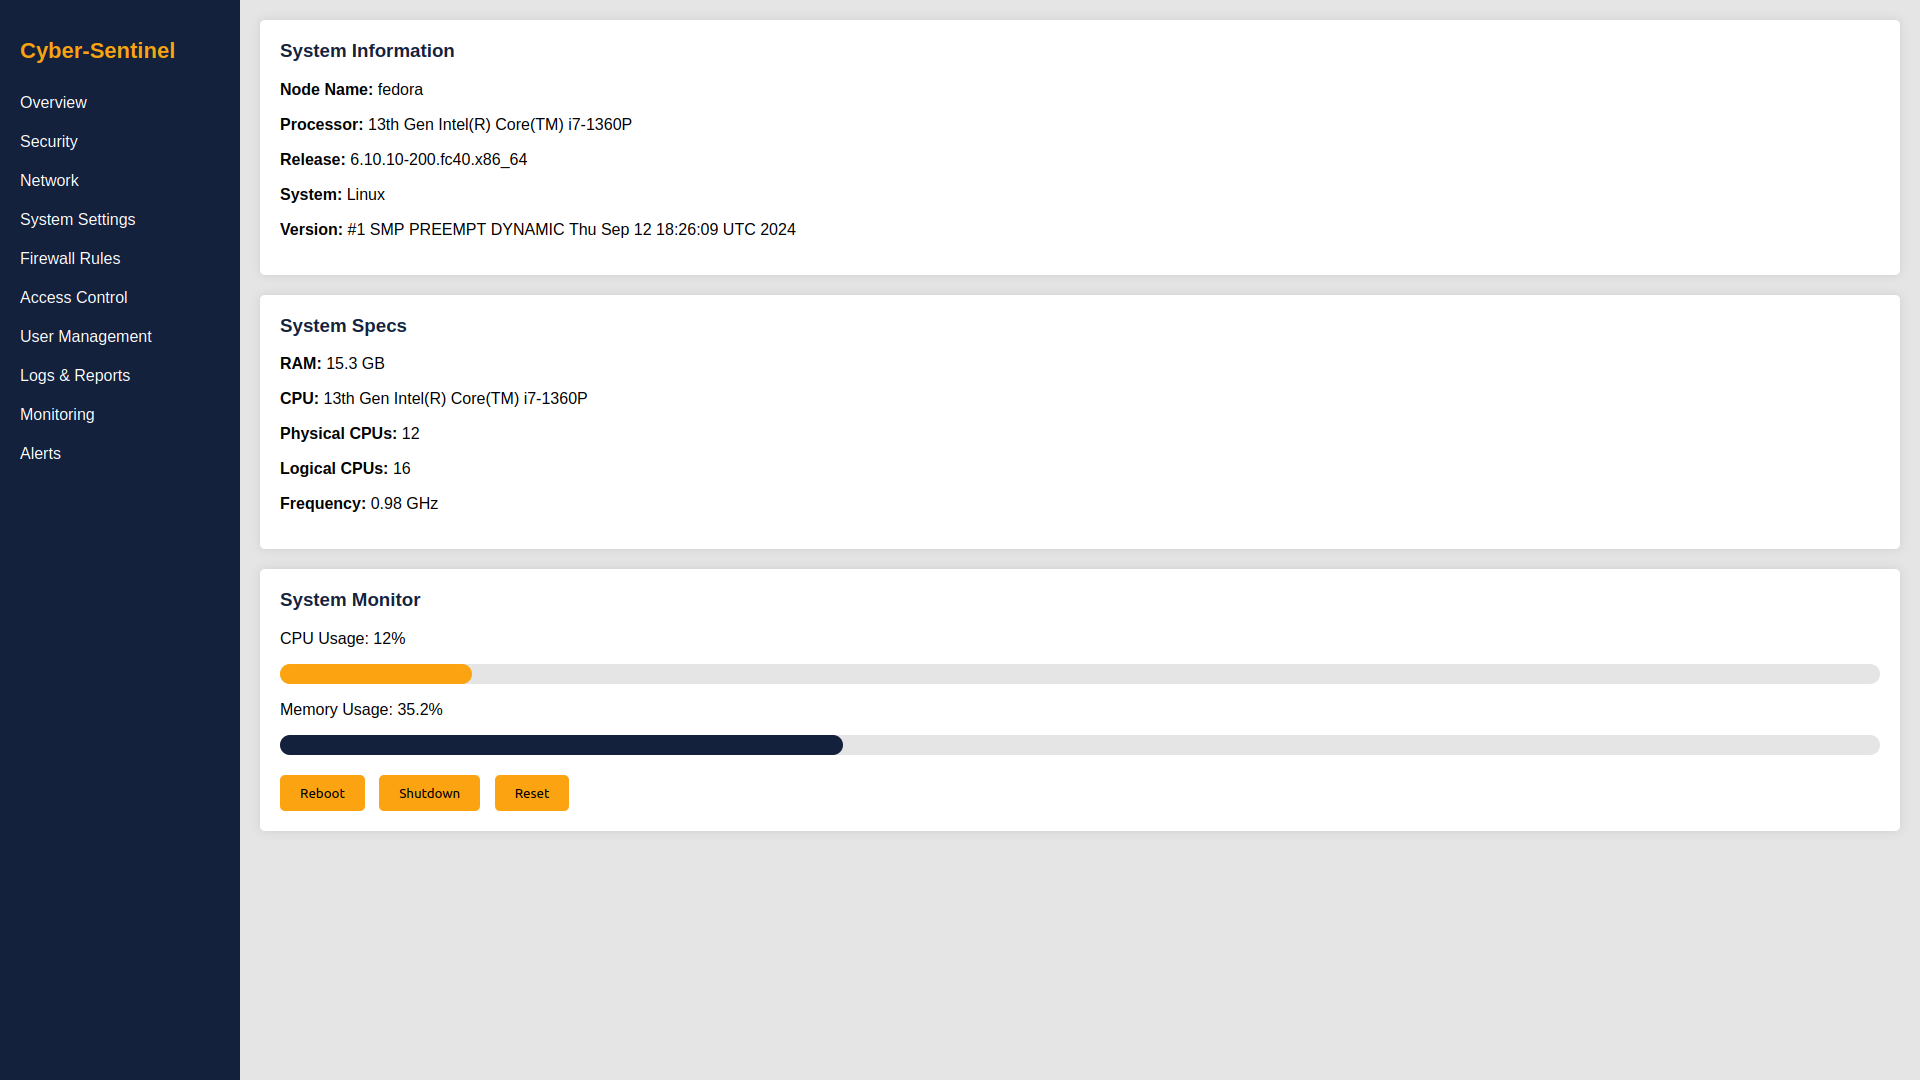 Cyber-Sentinel
Overview
Security
Network
System Settings
Firewall Rules
Access Control
User Management
Logs & Reports
Monitoring
Alerts
System Information
Node Name: fedora
Processor: 13th Gen Intel(R) Core(TM) i7-1360P
Release: 6.10.10-200.fc40.x86_64
System: Linux
Version: #1 SMP PREEMPT DYNAMIC Thu Sep 12 18:26:09 UTC 2024
System Specs
RAM: 15.3 GB
CPU: 13th Gen Intel(R) Core(TM) i7-1360P
Physical CPUs: 12
Logical CPUs: 16
Frequency: 0.98 GHz
System Monitor
CPU Usage: 12%
Memory Usage: 35.2%
Reboot Shutdown Reset